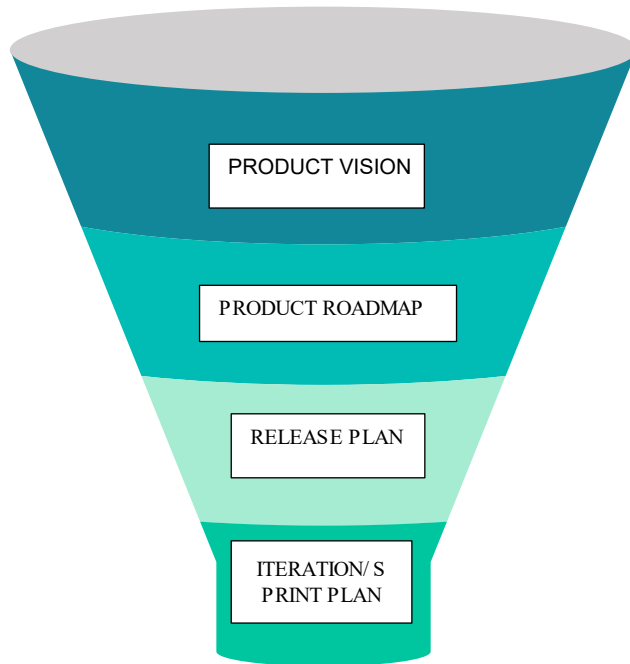 PRODUCT VISION
PRODUCT ROADMAP
RELEASE PLAN
ITERATION/ S
PRINT PLAN